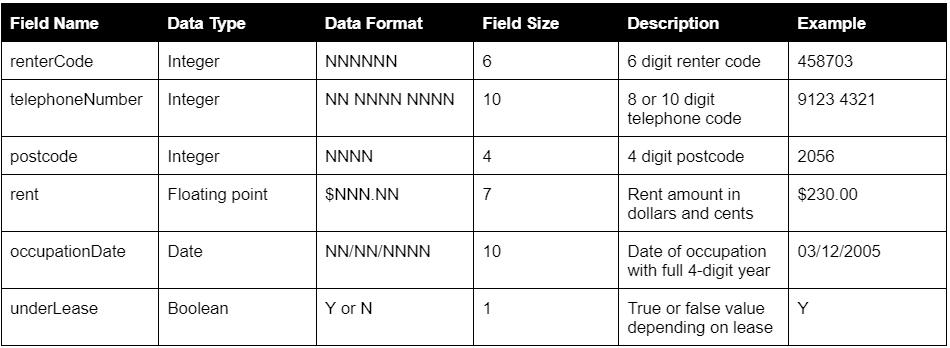 Field Name Data Type Data Format Field Size Description Example
renterCode Integer NNNNNN 6 6 digit renter code 458703
telephoneNumber Integer NN NNNN NNNN 10 8 or 10 digit telephone code 9123 4321
postcode Integer NNNN 4 4 digit postcode 2056
rent Floating point $NNN.NN 7 Rent amount in dollars and cents $230.00
occupationDate Date NN/NN/NNNN 10 Date of occupation with full 4-digit year 03/12/2005
underLease Boolean Y or N 1 True or false value depending on lease Y